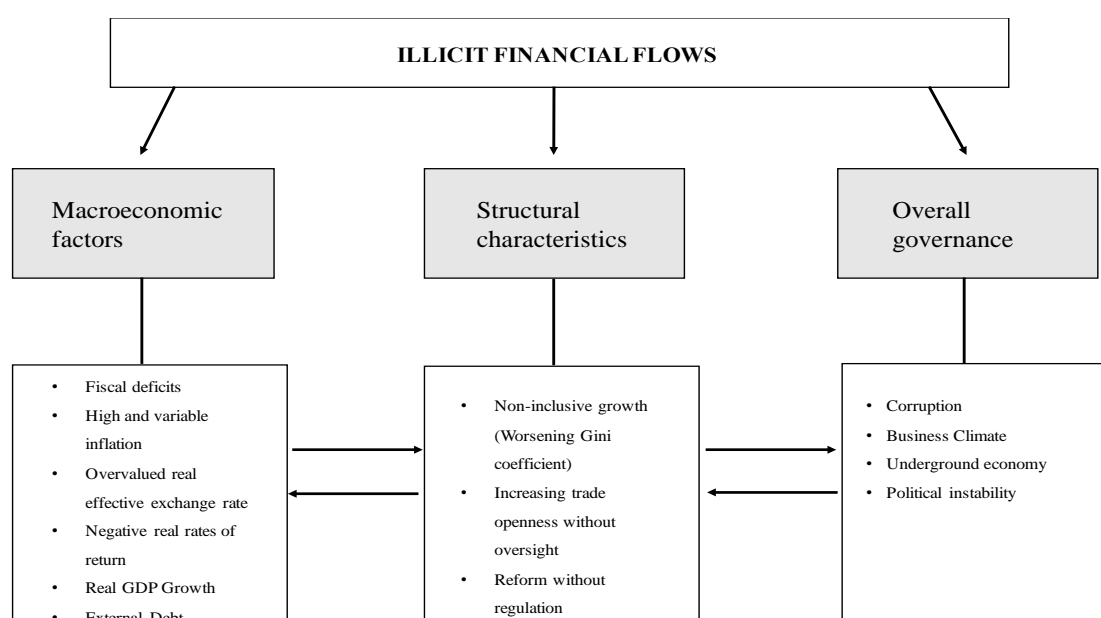 ILLICIT FINANCIAL FLOWS
Macroeconomic
factors
Structural
characteristics
Overall
governance
• Fiscal deficits
• High and variable
inflation
• Overvalued real
effective exchange rate
• Negative real rates of
return
• Real GDP Growth
• External Debt
• Non-inclusive growth
(Worsening Gini
coefficient)
• Increasing trade
openness without
oversight
• Reform without
regulation
• Corruption
• Business Climate
• Underground economy
• Political instability